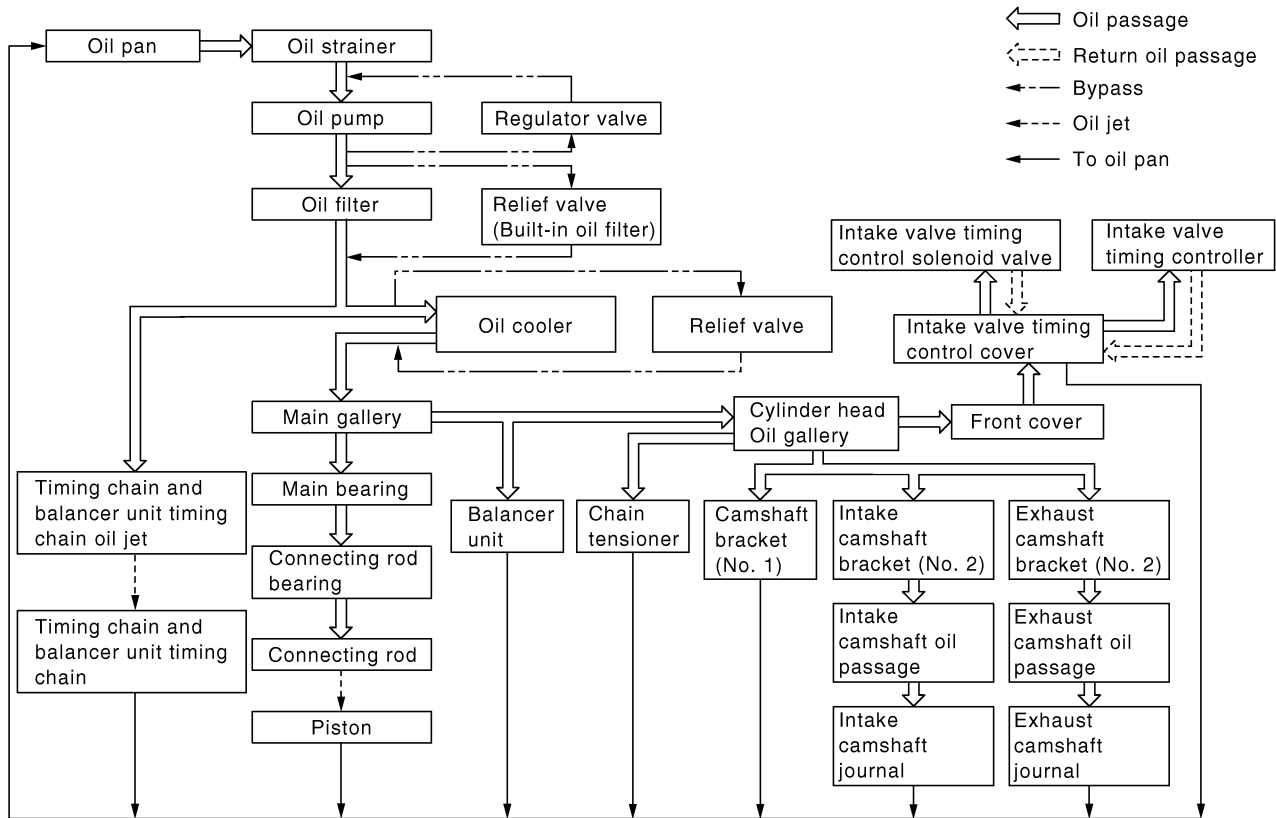 Oil passage
Return oil passage
Bypass
Oil jet
To oil pan
Oil pan
Oil strainer
Oil pump
Regulator valve
Oil filter
Relief valve
(Built-in oil filter)
Intake valve timing
control solenoid valve
Intake valve
timing controller
Oil cooler
Relief valve
Intake valve timing
control cover
Main gallery
Cylinder head
Oil gallery
Front cover
Timing chain and
balancer unit timing
chain oil jet
Main bearing
Balancer
unit
Chain
tensioner
Camshaft
bracket
(No. 1)
Intake
camshaft
bracket (No. 2)
Exhaust
camshaft
bracket (No. 2)
Connecting rod
bearing
Timing chain and
balancer unit timing
chain
Connecting rod
Intake
camshaft oil
passage
Exhaust
camshaft oil
passage
Piston
Intake
camshaft
journal
Exhaust
camshaft
journal